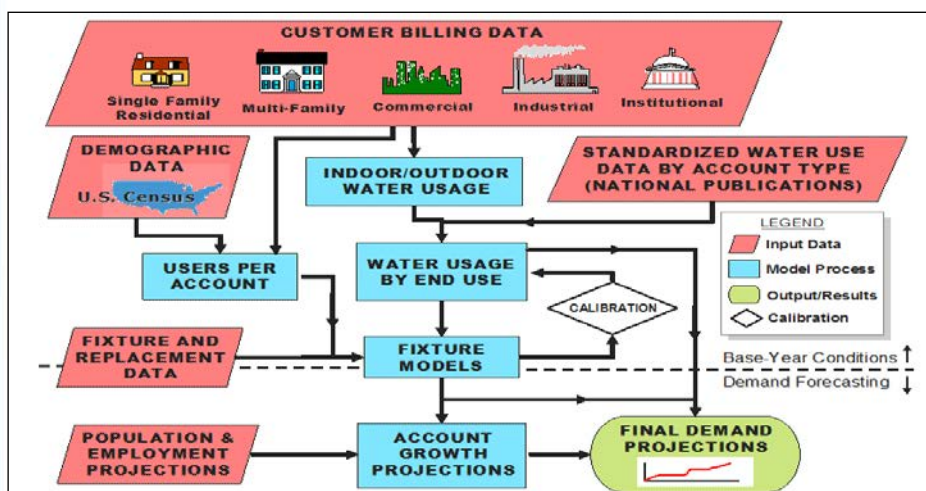 CUSTOMER BILLING DATA
Single Family
Residential
Multi-Family
Commercial
Industrial
Institutional
DEMOGRAPHIC
DATA
U.S. Census
INDOOR/OUTDOOR
WATER USAGE
STANDARDIZED WATER USE
DATA BY ACCOUNT TYPE
(NATIONAL PUBLICATIONS)
LEGEND
Input Data
Model Process
Output/Results
Calibration
USERS PER
ACCOUNT
WATER USAGE
BY END USE
CALIBRATION
FIXTURE AND
REPLACEMENT
DATA
FIXTURE
MODELS
Base-Year Conditions ↑
Demand Forecasting ↓
POPULATION &
EMPLOYMENT
PROJECTIONS
ACCOUNT
GROWTH
PROJECTIONS
FINAL DEMAND
PROJECTIONS